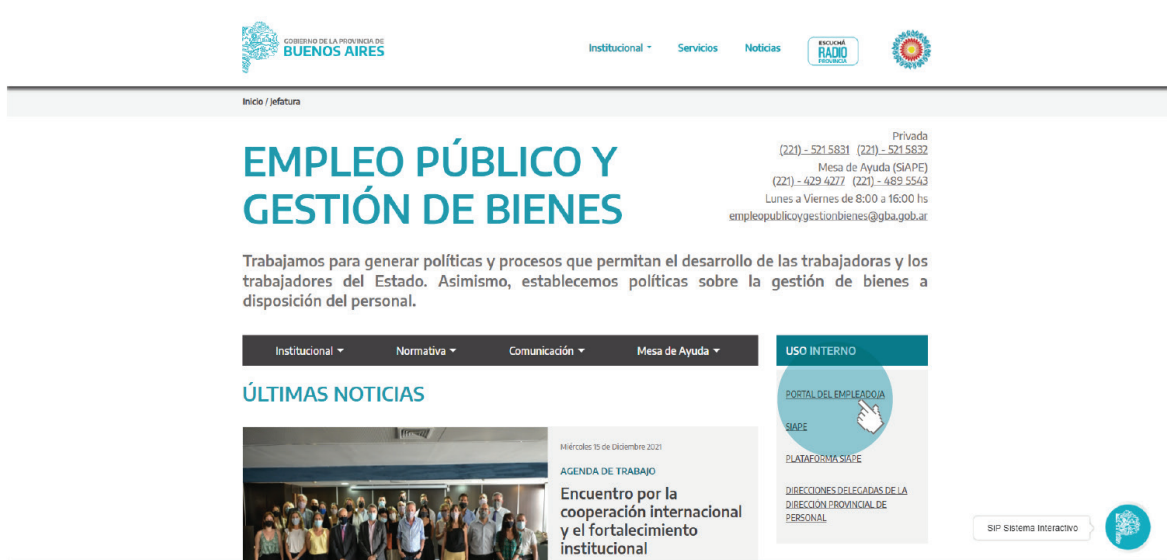 GOBIERNO DE LA PROVINCIA DE
BUENOS AIRES
Institucional
Servicios
Noticias
ESCUCHÁ
RADIO
PROVINCIA
Inicio / Jefatura
EMPLEO PÚBLICO Y
GESTIÓN DE BIENES
Privada
(221) - 521 5831 (221) - 521 5832
Mesa de Ayuda (SiAPE)
(221) - 429 4277 (221) - 489 5543
Lunes a Viernes de 8:00 a 16:00 hs
empleopublicoygestionbienes@gba.gob.ar
Trabajamos para generar políticas y procesos que permitan el desarrollo de las trabajadoras y los
trabajadores del Estado. Asimismo, establecemos políticas sobre la gestión de bienes a
disposición del personal.
Institucional
Normativa
Comunicación
Mesa de Ayuda
USO INTERNO
PORTAL DEL EMPLEADO/A
SIAPE
PLATAFORMA SIAPE
DIRECCIONES DELEGADAS DE LA
DIRECCIÓN PROVINCIAL DE
PERSONAL
ÚLTIMAS NOTICIAS
Miércoles 15 de Diciembre 2021
AGENDA DE TRABAJO
Encuentro por la
cooperación internacional
y el fortalecimiento
institucional
SIP Sistema Interactivo